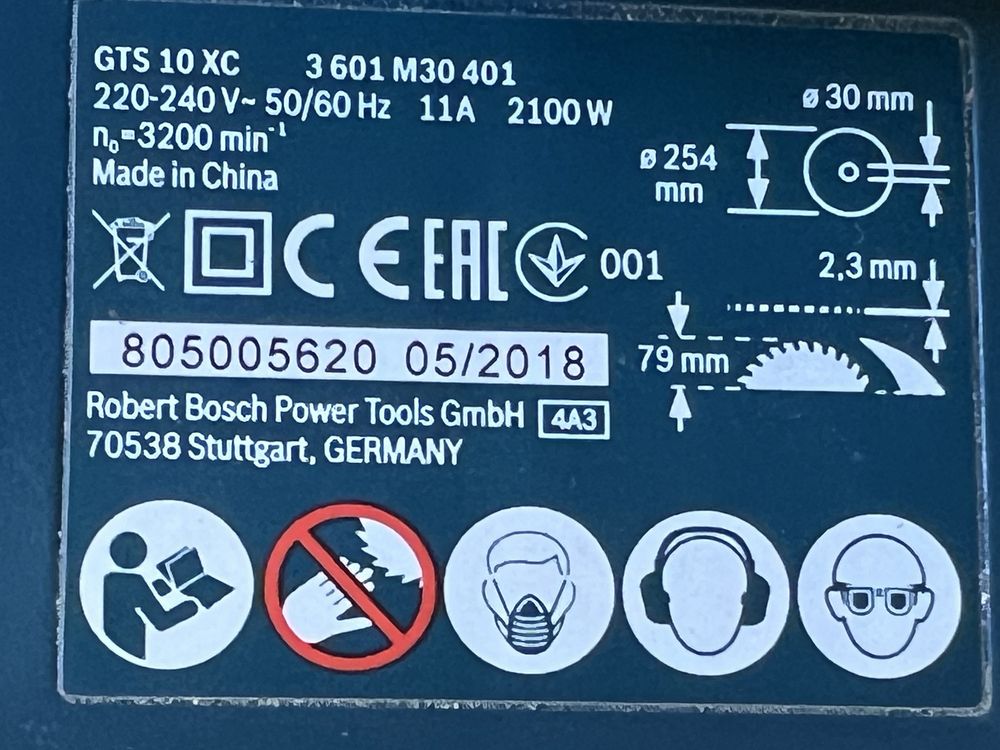 GTS 10 XC 3 601 M30 401
220-240 V~ 50/60 Hz 11A 2100 W
n₀=3200 min⁻¹
Made in China
ø 30 mm
ø 254
mm
CE EAC 001
2,3 mm
805005620 05/2018
79 mm
Robert Bosch Power Tools GmbH 4A3
70538 Stuttgart, GERMANY